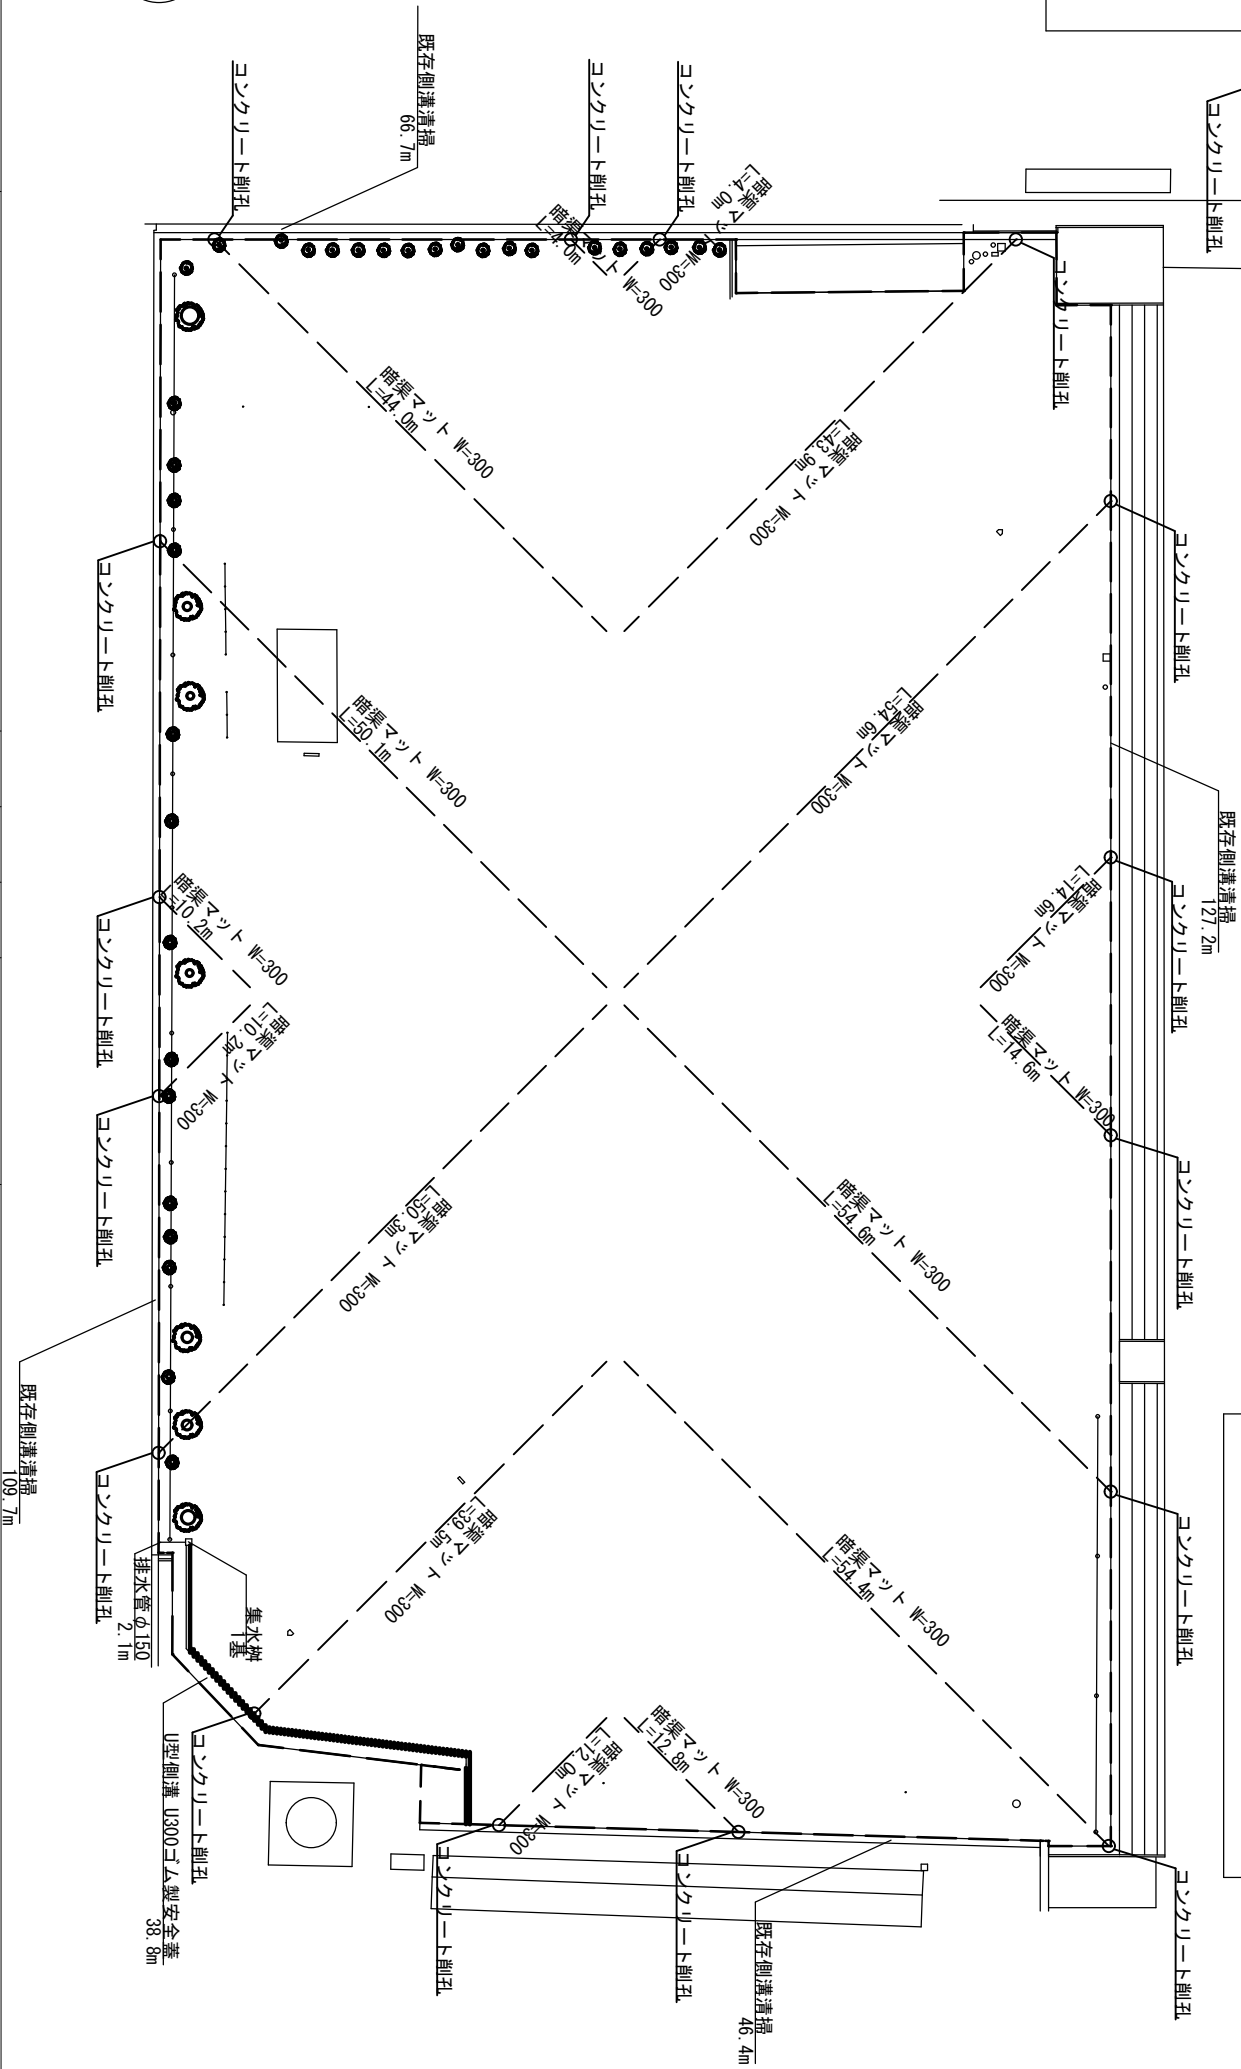 コンクリート削孔
既存側溝清掃
66.7m
コンクリート削孔
コンクリート削孔
コンクリート削孔
暗渠マット W=300
L=4.0m
暗渠マット W=300
L=4.0m
コンクリート削孔
暗渠マット W=300
L=44.0m
暗渠マット W=300
L=43.9m
コンクリート削孔
コンクリート削孔
暗渠マット W=300
L=50.1m
暗渠マット W=300
L=54.6m
既存側溝清掃
127.2m
暗渠マット W=300
L=10.2m
暗渠マット W=300
L=14.6m
コンクリート削孔
コンクリート削孔
暗渠マット W=300
L=10.2m
暗渠マット W=300
L=14.6m
コンクリート削孔
コンクリート削孔
暗渠マット W=300
L=50.3m
暗渠マット W=300
L=54.6m
既存側溝清掃
109.7m
コンクリート削孔
暗渠マット W=300
L=39.5m
暗渠マット W=300
L=54.4m
コンクリート削孔
排水管φ150
2.1m
集水桝
1基
コンクリート削孔
U型側溝 U300ゴム製安全蓋
38.8m
暗渠マット W=300
L=12.0m
暗渠マット W=300
L=12.8m
コンクリート削孔
コンクリート削孔
コンクリート削孔
既存側溝清掃
46.4m